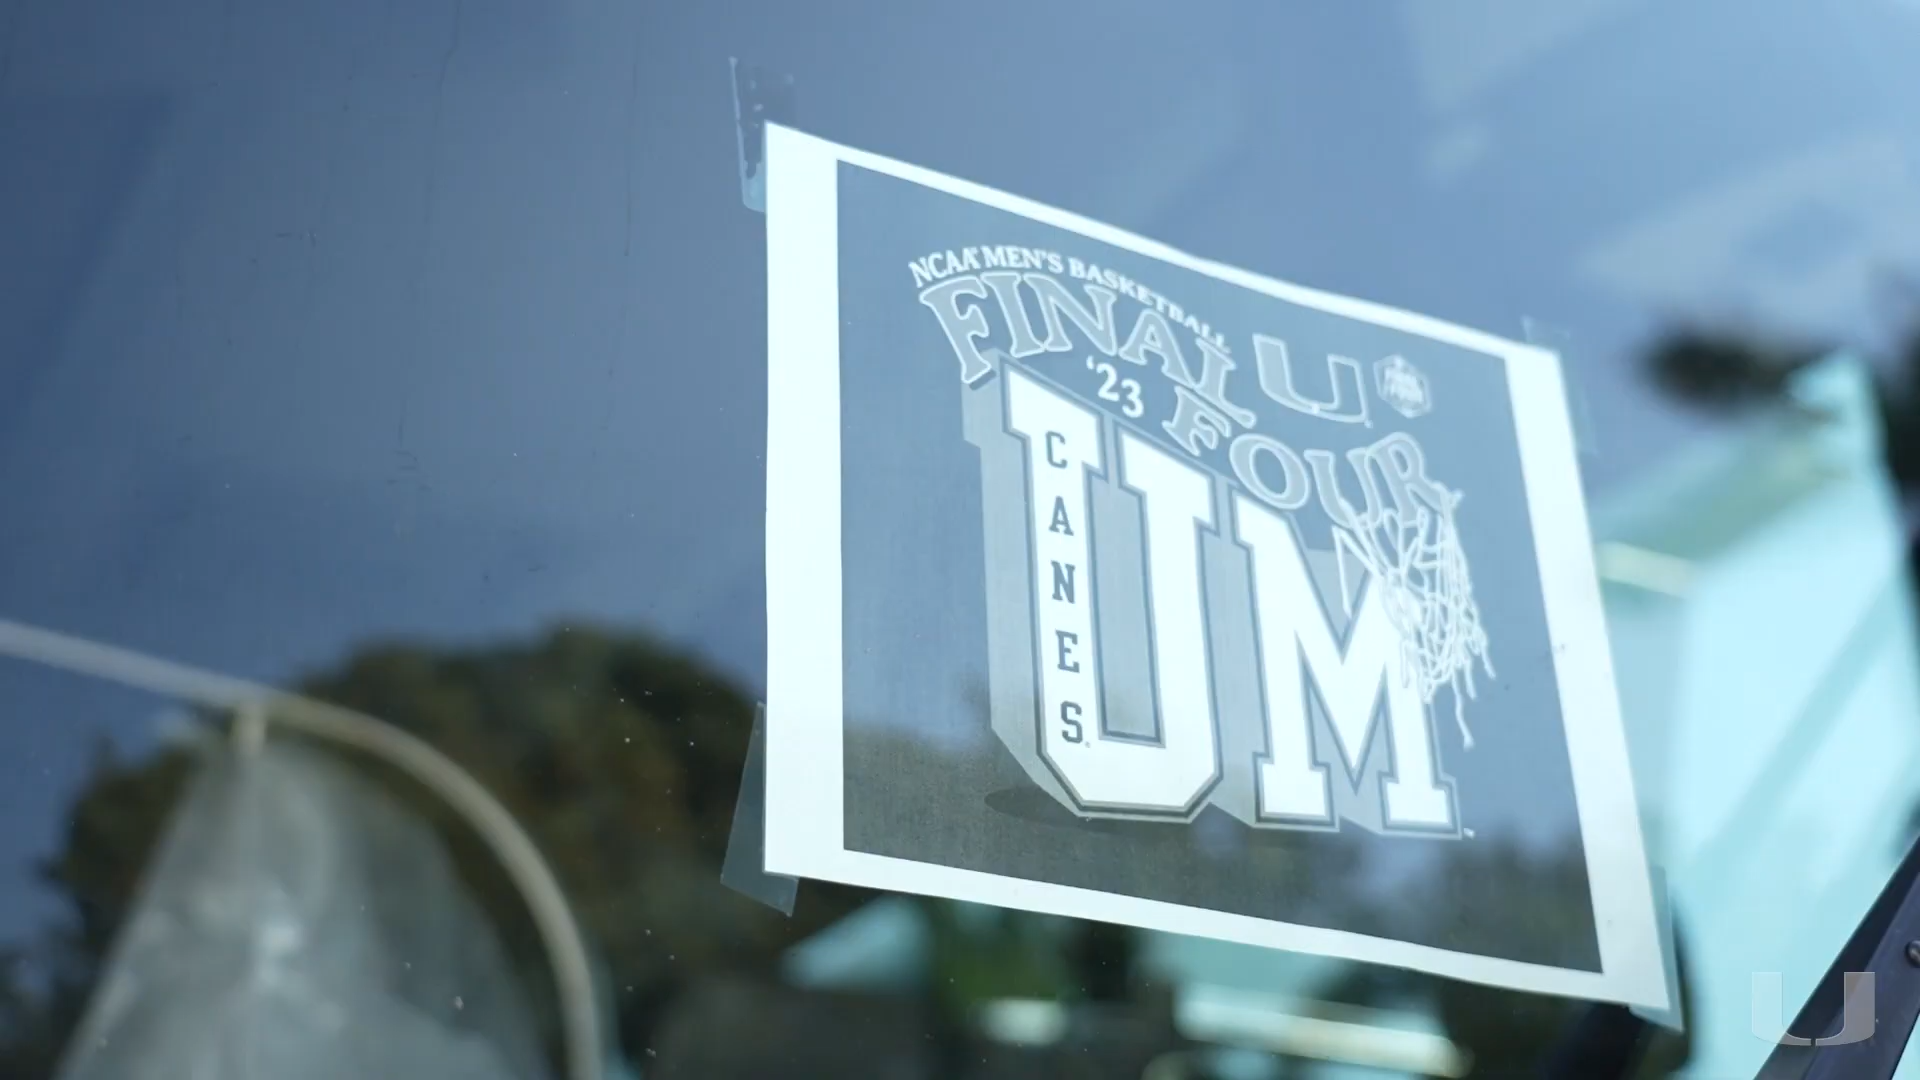 NCAA MEN'S BASKETBALL
FINAL
'23
FOUR
U
CANES
UM
U